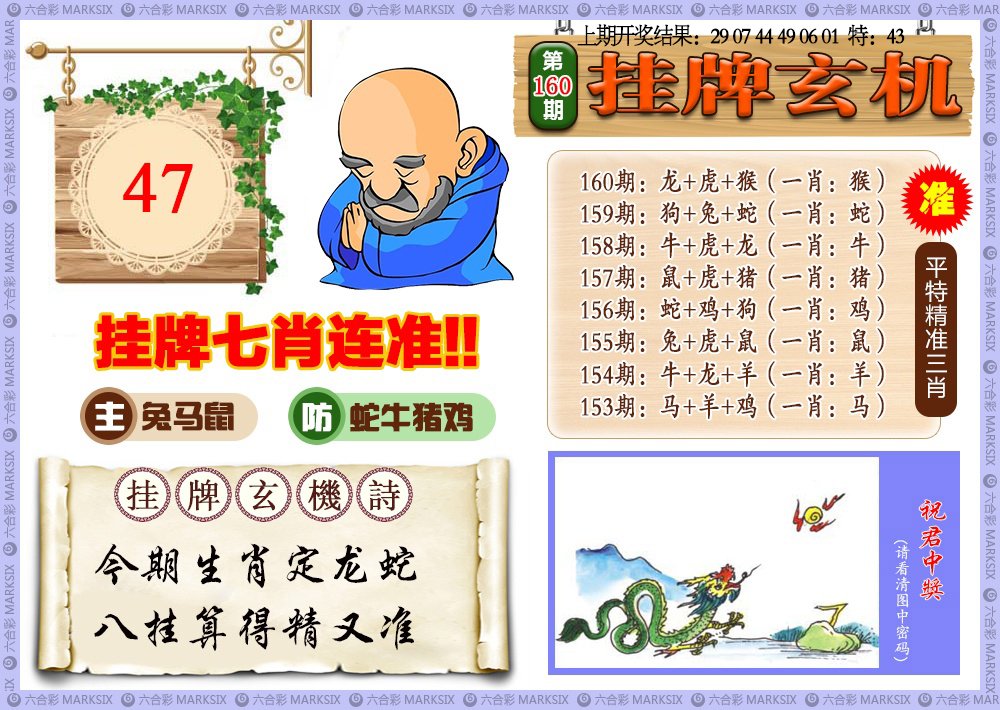 六合彩 MARKSIX
上期开奖结果：29 07 44 49 06 01 特：43
第160期
挂牌玄机
47
挂牌七肖连准!!
主 兔马鼠
防 蛇牛猪鸡
挂牌玄機詩
今期生肖定龙蛇
八挂算得精又准
160期：龙+虎+猴（一肖：猴）
159期：狗+兔+蛇（一肖：蛇）
158期：牛+虎+龙（一肖：牛）
157期：鼠+虎+猪（一肖：猪）
156期：蛇+鸡+狗（一肖：鸡）
155期：兔+虎+鼠（一肖：鼠）
154期：牛+龙+羊（一肖：羊）
153期：马+羊+鸡（一肖：马）
准
平特精准三肖
祝君中獎
（请看清图中密码）